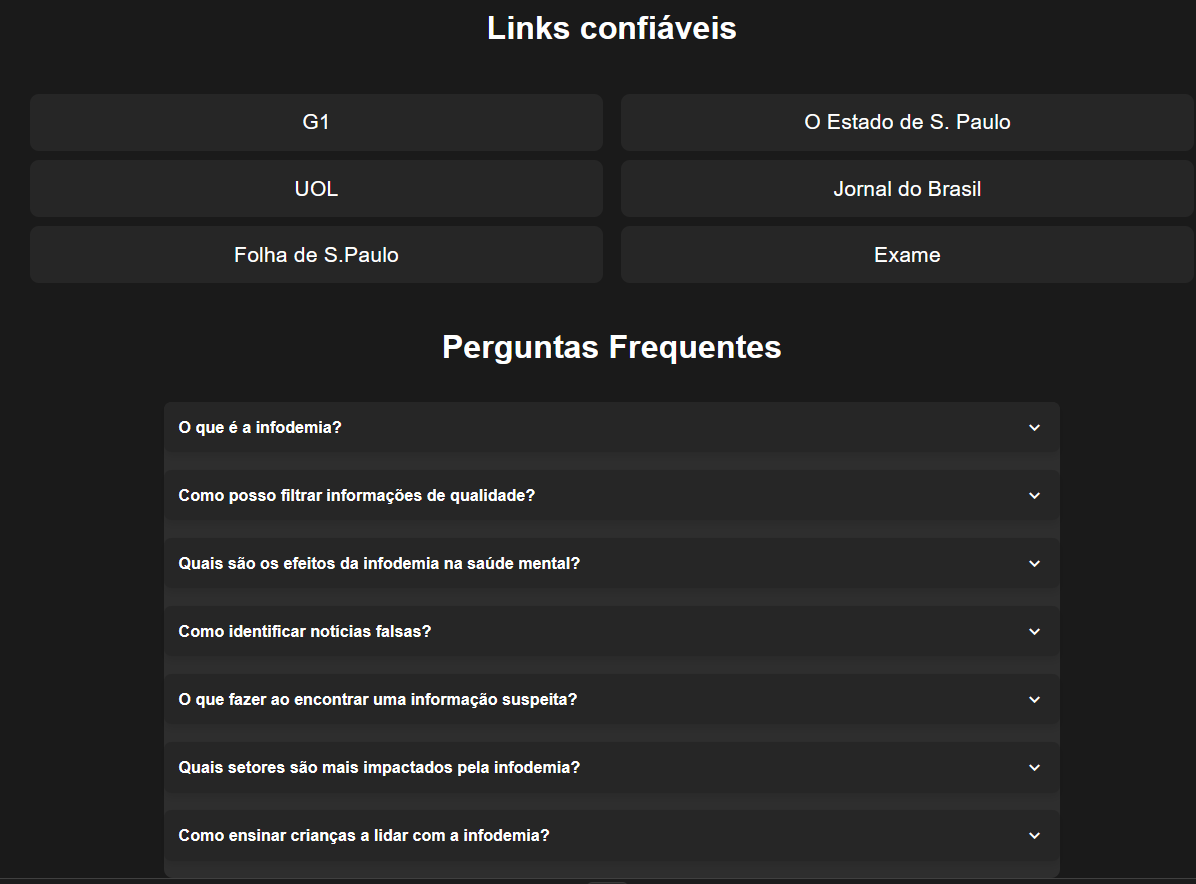 Links confiáveis
G1
O Estado de S. Paulo
UOL
Jornal do Brasil
Folha de S.Paulo
Exame
Perguntas Frequentes
O que é a infodemia?
Como posso filtrar informações de qualidade?
Quais são os efeitos da infodemia na saúde mental?
Como identificar notícias falsas?
O que fazer ao encontrar uma informação suspeita?
Quais setores são mais impactados pela infodemia?
Como ensinar crianças a lidar com a infodemia?